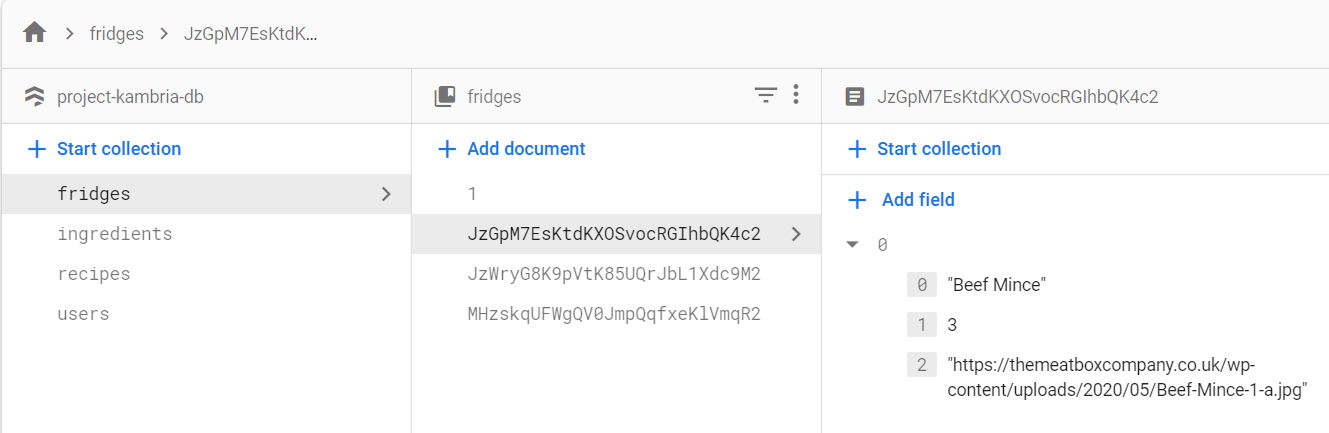 fridges
JzGpM7EsKtdK...
project-kambria-db
Start collection
fridges
ingredients
recipes
users
fridges
Add document
1
JzGpM7EsKtdKXOSvocRGIhbQK4c2
JzWryG8K9pVtK85UQrJbL1Xdc9M2
MHzskqUFWgQV0JmpQqfxeKlVmqR2
JzGpM7EsKtdKXOSvocRGIhbQK4c2
Start collection
Add field
0
0 "Beef Mince"
1 3
2 "https://themeatboxcompany.co.uk/wp-
content/uploads/2020/05/Beef-Mince-1-a.jpg"